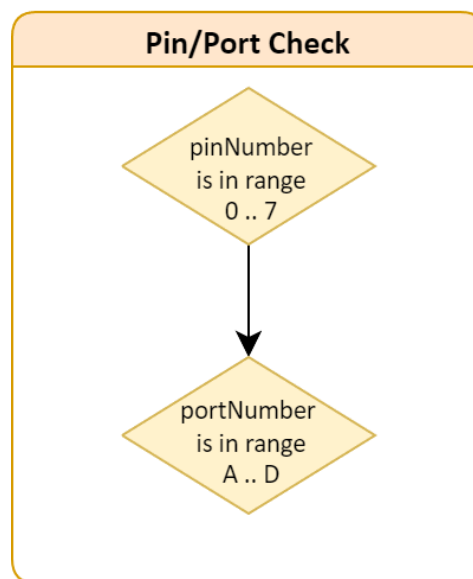 Pin/Port Check
pinNumber
is in range
0 .. 7
portNumber
is in range
A .. D